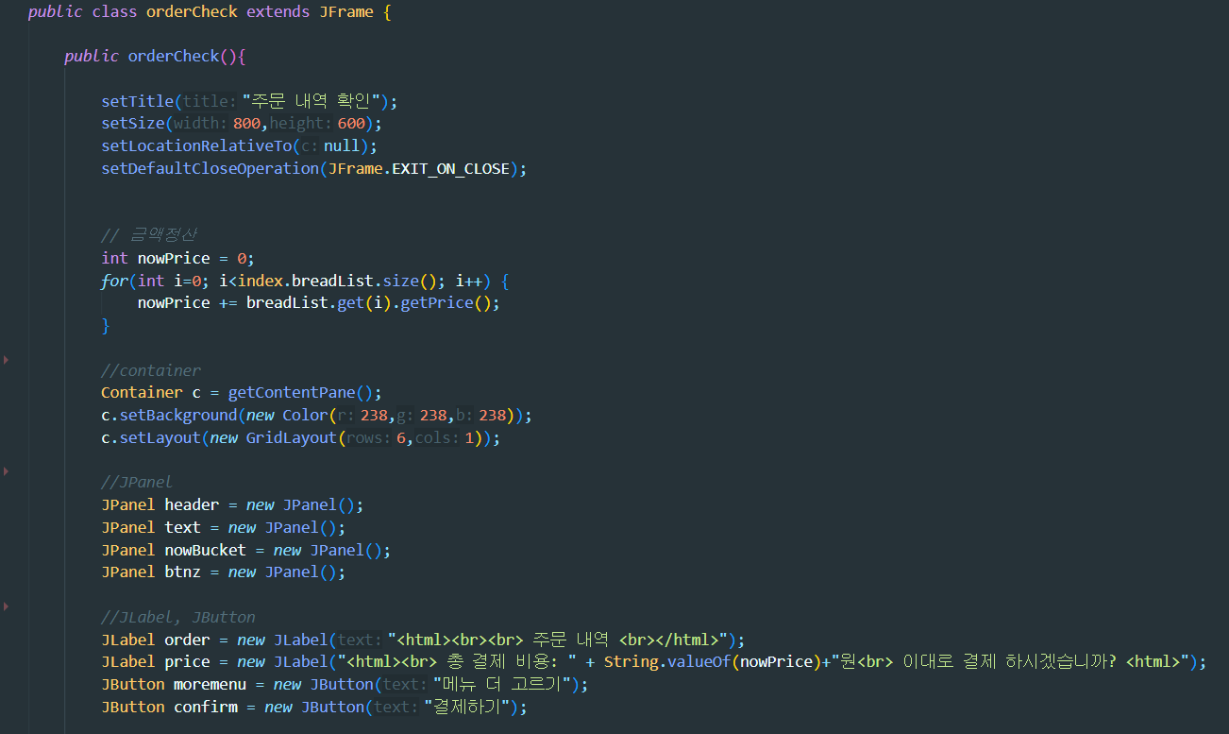 public class orderCheck extends JFrame {
public orderCheck(){
setTitle(title: "주문 내역 확인");
setSize(width: 800,height: 600);
setLocationRelativeTo(c: null);
setDefaultCloseOperation(JFrame.EXIT_ON_CLOSE);
// 금액정산
int nowPrice = 0;
for(int i=0; i<index.breadList.size(); i++) {
nowPrice += breadList.get(i).getPrice();
}
//container
Container c = getContentPane();
c.setBackground(new Color(r: 238,g: 238,b: 238));
c.setLayout(new GridLayout(rows: 6,cols: 1));
//JPanel
JPanel header = new JPanel();
JPanel text = new JPanel();
JPanel nowBucket = new JPanel();
JPanel btnz = new JPanel();
//JLabel, JButton
JLabel order = new JLabel(text: "<html><br><br> 주문 내역 <br></html>");
JLabel price = new JLabel("<html><br> 총 결제 비용: " + String.valueOf(nowPrice)+"원<br> 이대로 결제 하시겠습니까? <html>");
JButton moremenu = new JButton(text: "메뉴 더 고르기");
JButton confirm = new JButton(text: "결제하기");